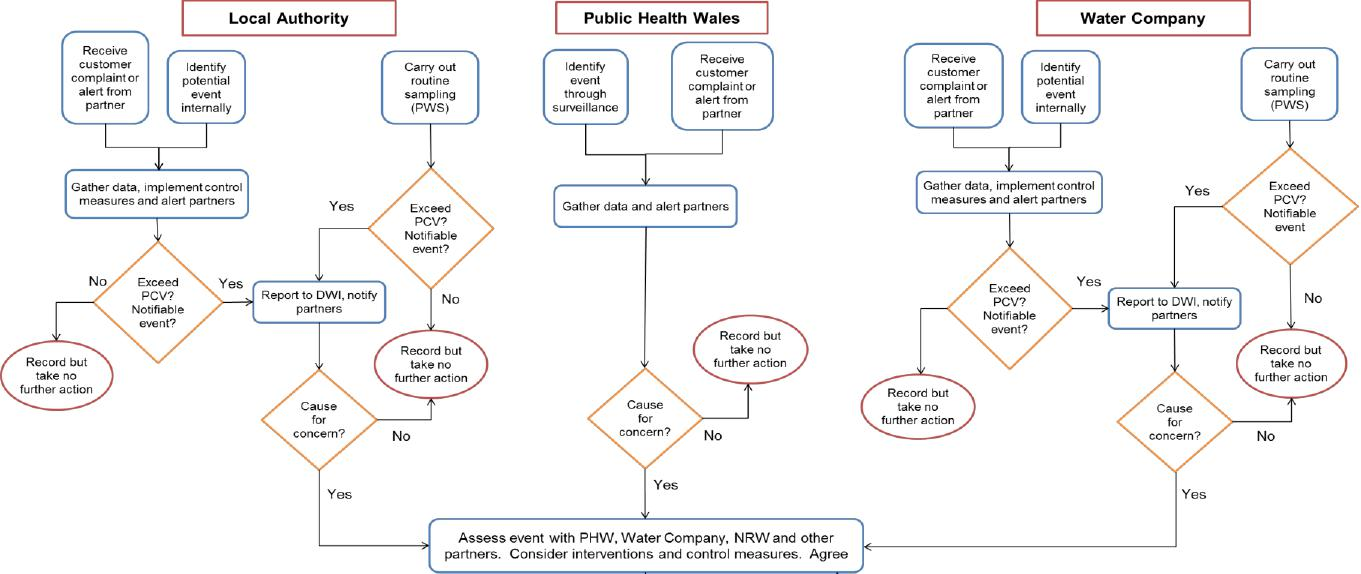 Local Authority
Public Health Wales
Water Company
Receive
customer
complaint or
alert from
partner
Identify
potential
event
internally
Carry out
routine
sampling
(PWS)
Identify
event
through
surveillance
Receive
customer
complaint or
alert from
partner
Receive
customer
complaint or
alert from
partner
Identify
potential
event
internally
Carry out
routine
sampling
(PWS)
Gather data, implement control
measures and alert partners
Yes
Exceed
PCV?
Notifiable
event?
Gather data and alert partners
Gather data, implement control
measures and alert partners
Yes
Exceed
PCV?
Notifiable
event
No
Exceed
PCV?
Notifiable
event?
Yes
Report to DWI, notify
partners
No
Exceed
PCV?
Notifiable
event?
Yes
Report to DWI, notify
partners
No
Record but
take no
further action
Record but
take no
further action
Record but
take no
further action
Record but
take no
further action
Record but
take no
further action
Cause
for
concern?
No
Cause
for
concern?
No
Cause
for
concern?
No
Yes
Yes
Yes
Assess event with PHW, Water Company, NRW and other
partners. Consider interventions and control measures. Agree